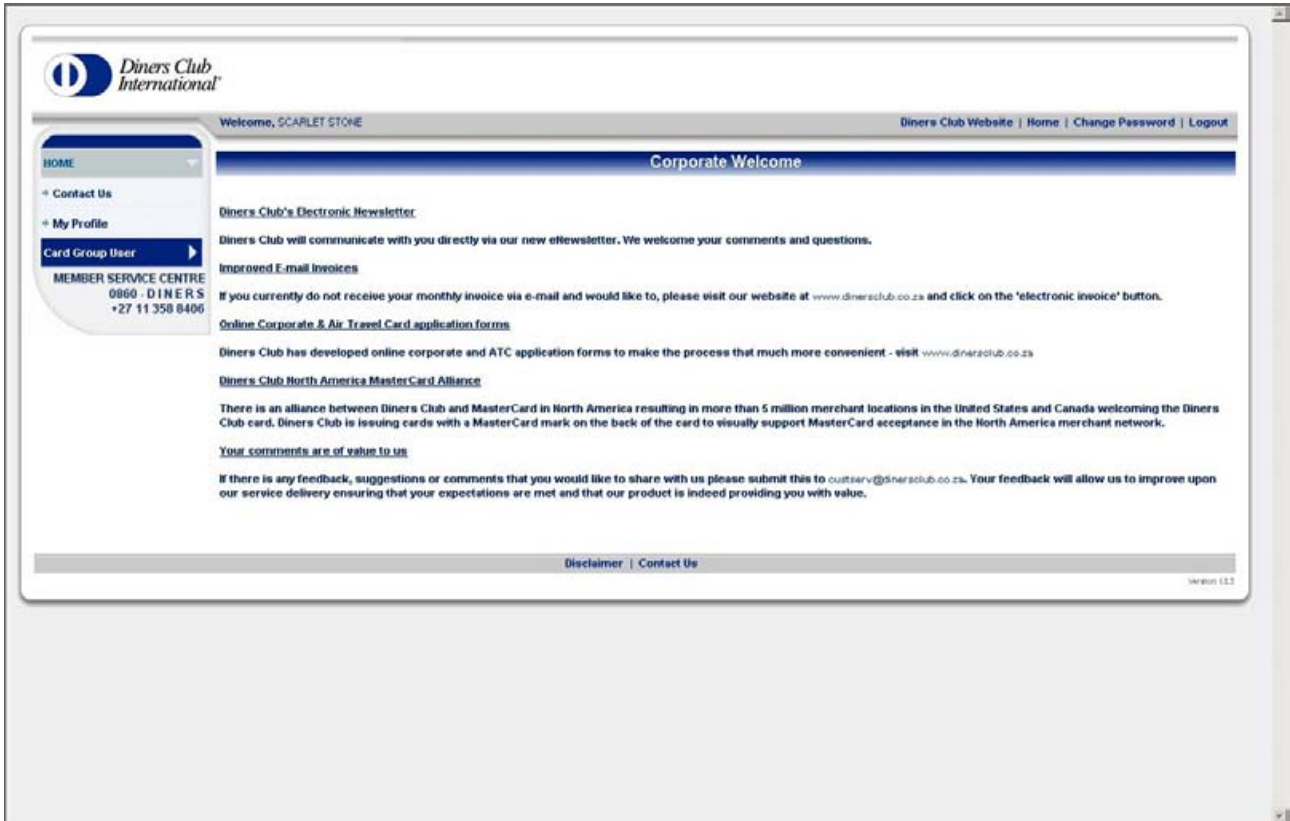 Diners Club
International®
Welcome, SCARLET STONE
Diners Club Website | Home | Change Password | Logout
HOME
Contact Us
My Profile
Card Group User
MEMBER SERVICE CENTRE
0860 - D I N E R S
+27 11 358 8406
Corporate Welcome
Diners Club's Electronic Newsletter
Diners Club will communicate with you directly via our new eNewsletter. We welcome your comments and questions.
Improved E-mail Invoices
If you currently do not receive your monthly invoice via e-mail and would like to, please visit our website at www.dinersclub.co.za and click on the 'electronic invoice' button.
Online Corporate & Air Travel Card application forms
Diners Club has developed online corporate and ATC application forms to make the process that much more convenient - visit www.dinersclub.co.za
Diners Club North America MasterCard Alliance
There is an alliance between Diners Club and MasterCard in North America resulting in more than 5 million merchant locations in the United States and Canada welcoming the Diners
Club card. Diners Club is issuing cards with a MasterCard mark on the back of the card to visually support MasterCard acceptance in the North America merchant network.
Your comments are of value to us
If there is any feedback, suggestions or comments that you would like to share with us please submit this to custserv@dinersclub.co.za. Your feedback will allow us to improve upon
our service delivery ensuring that your expectations are met and that our product is indeed providing you with value.
Disclaimer | Contact Us
Version